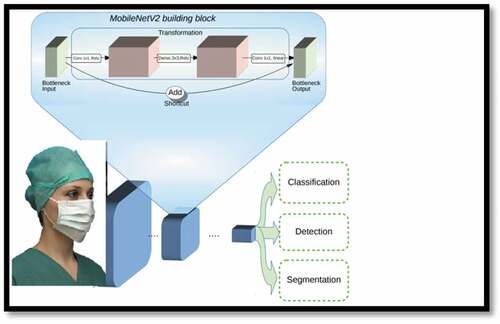 MobileNetV2 building block
Transformation
Conv 1x1, Relu
Dwise 3x3,Relu
Conv 1x1, linear
Bottleneck
Input
Bottleneck
Output
Add
Shortcut
Classification
....
....
Detection
Segmentation